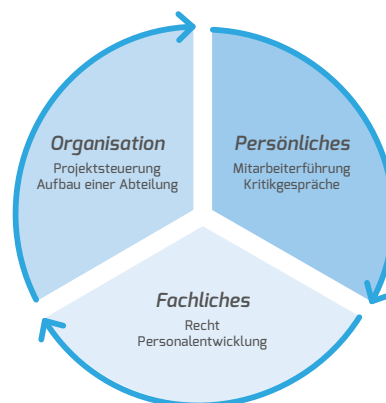 Organisation
Projektsteuerung
Aufbau einer Abteilung
Persönliches
Mitarbeiterführung
Kritikgespräche
Fachliches
Recht
Personalentwicklung